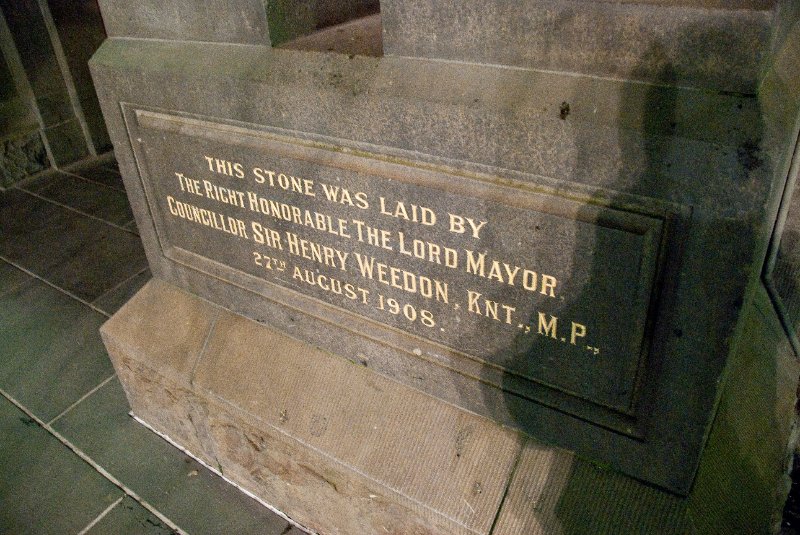 THIS STONE WAS LAID BY
THE RIGHT HONORABLE THE LORD MAYOR
COUNCILLOR SIR HENRY WEEDON, KNT., M.P.,
27TH AUGUST 1908.